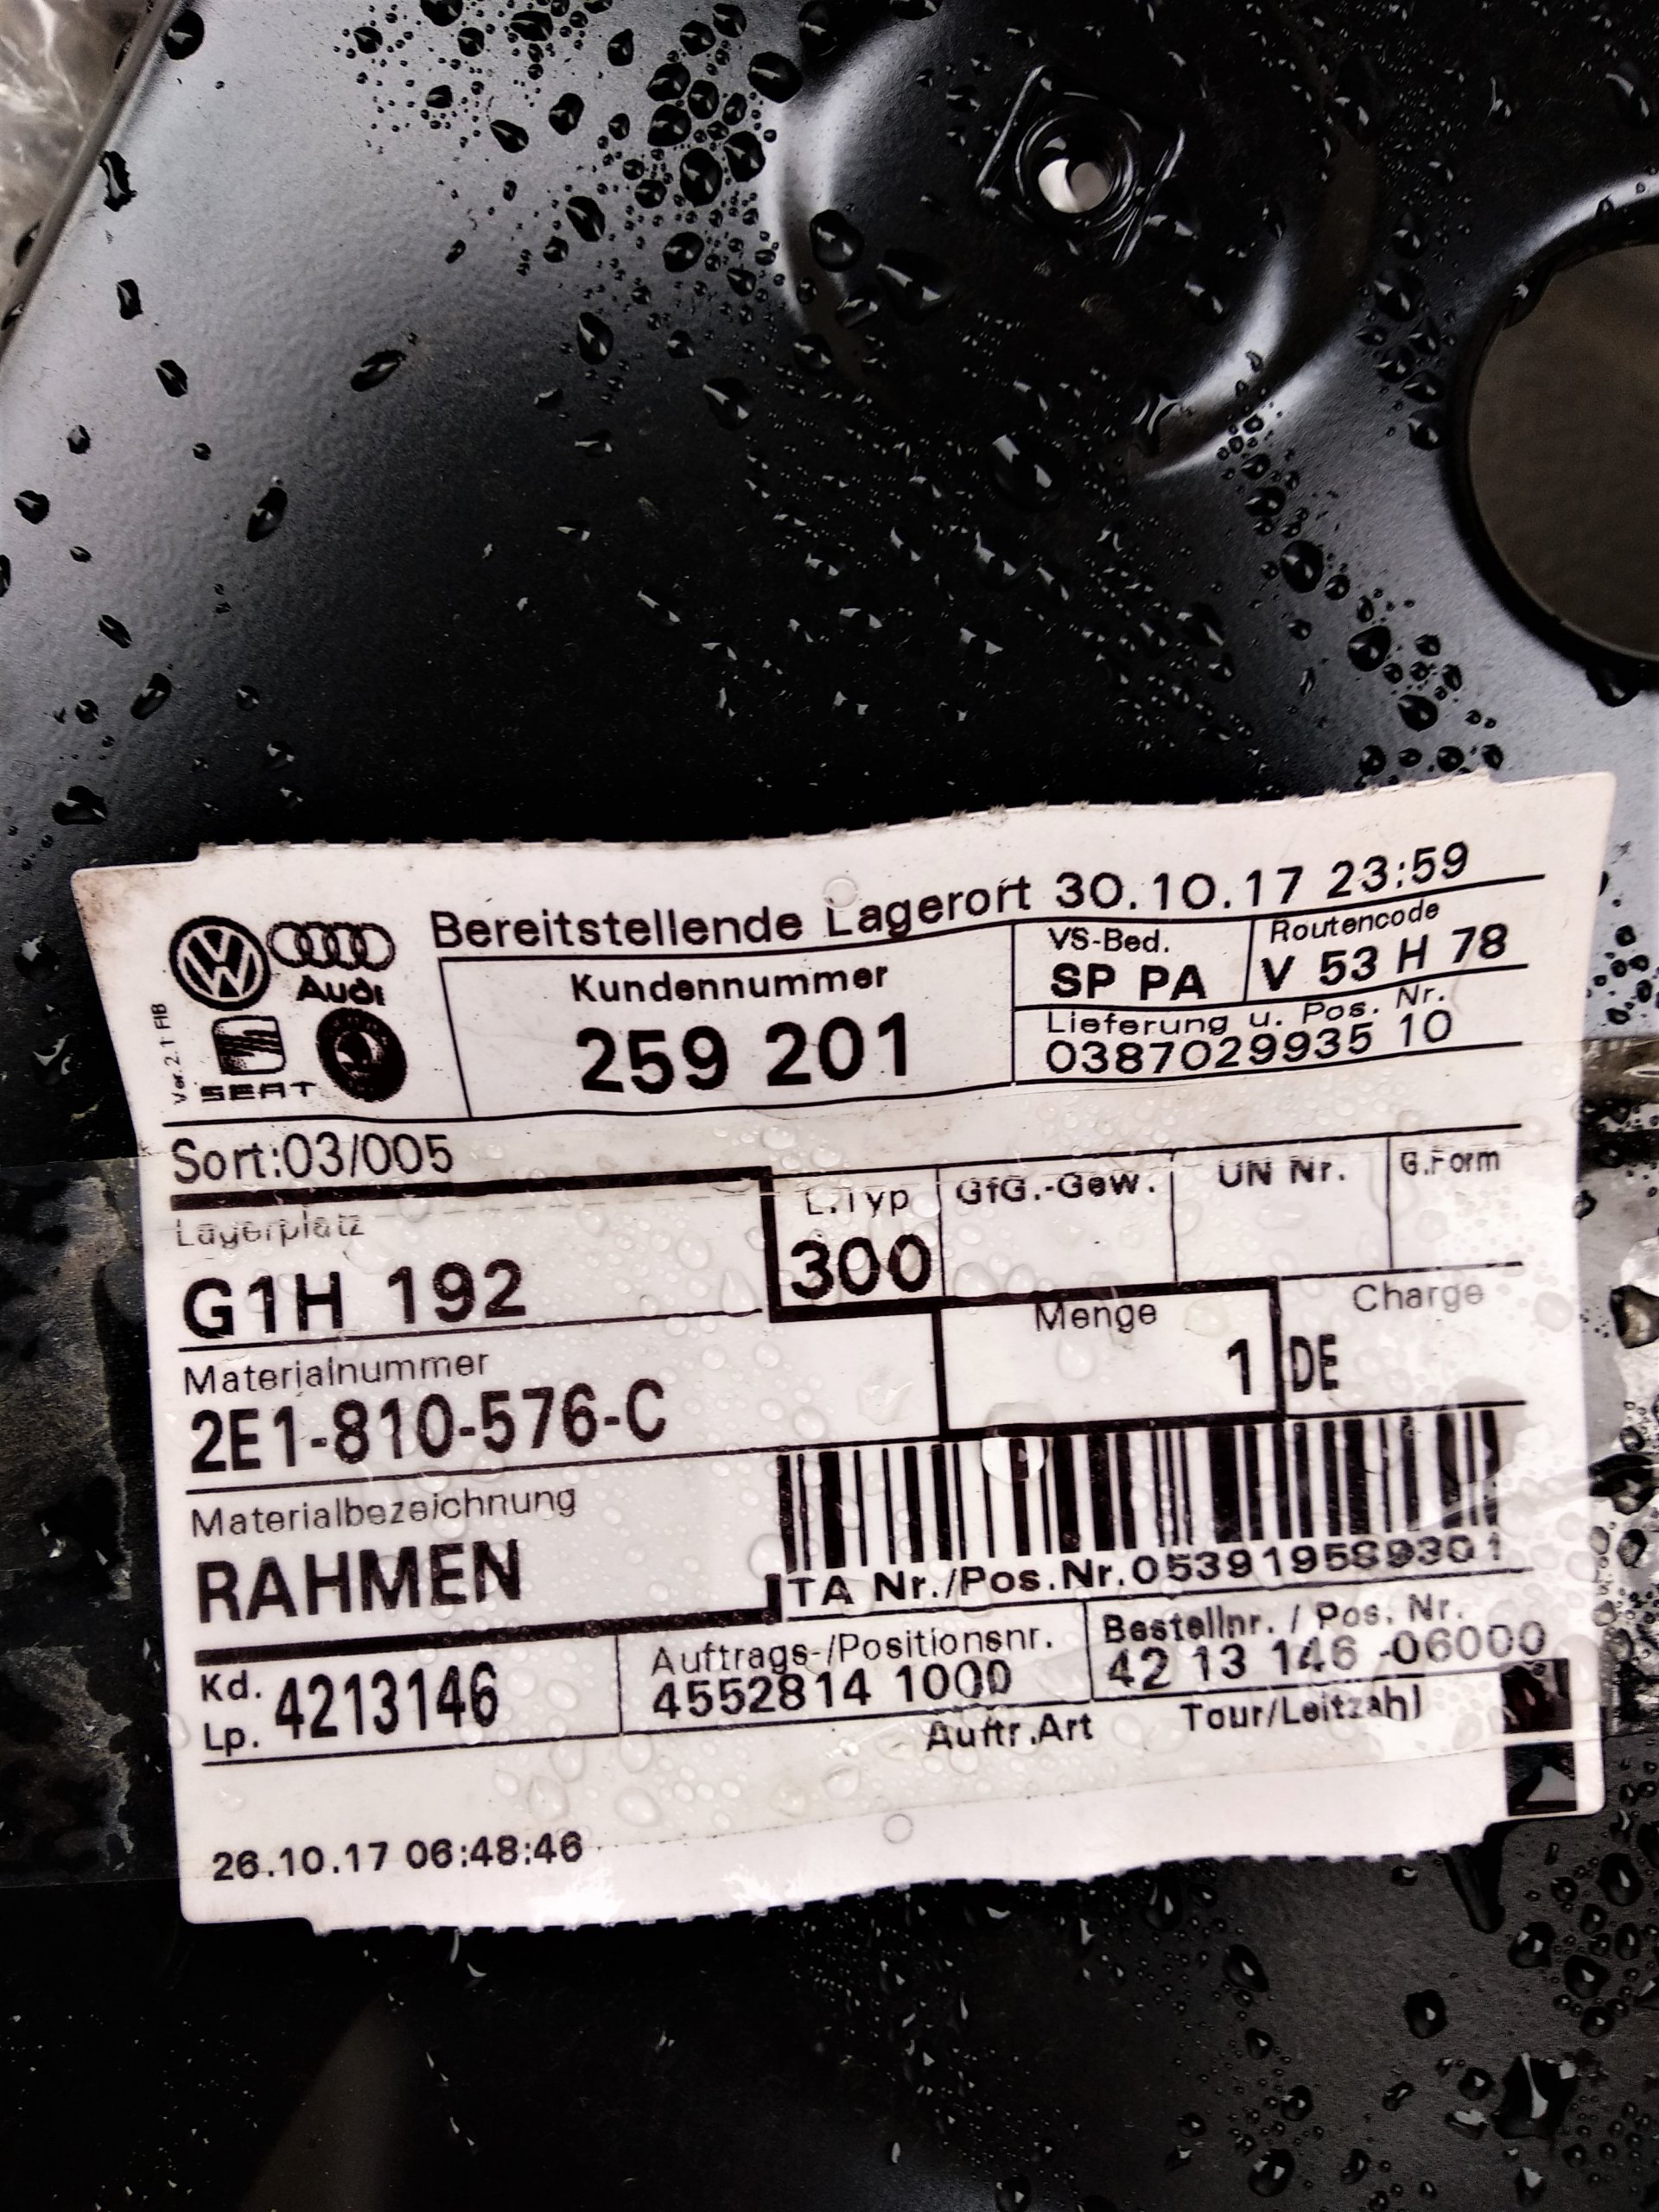 Bereitstellende Lagerort 30.10.17 23:59
Audi
SEAT
Ver. 2.1 FIB
Kundennummer
259 201
VS-Bed.
SP PA
Routencode
V 53 H 78
Lieferung u. Pos. Nr.
0387029935 10
Sort:03/005
Lagerplatz
G1H 192
L.Typ
300
GfG.-Gew.
UN Nr.
G.Form
Materialnummer
2E1-810-576-C
Menge
1
DE
Charge
Materialbezeichnung
RAHMEN
TA Nr./Pos.Nr.053919589301
Kd.
Lp. 4213146
Auftrags-/Positionsnr.
4552814 1000
Bestellnr. / Pos. Nr.
42 13 146 -06000
Auftr.Art
Tour/Leitzahl
26.10.17 06:48:46